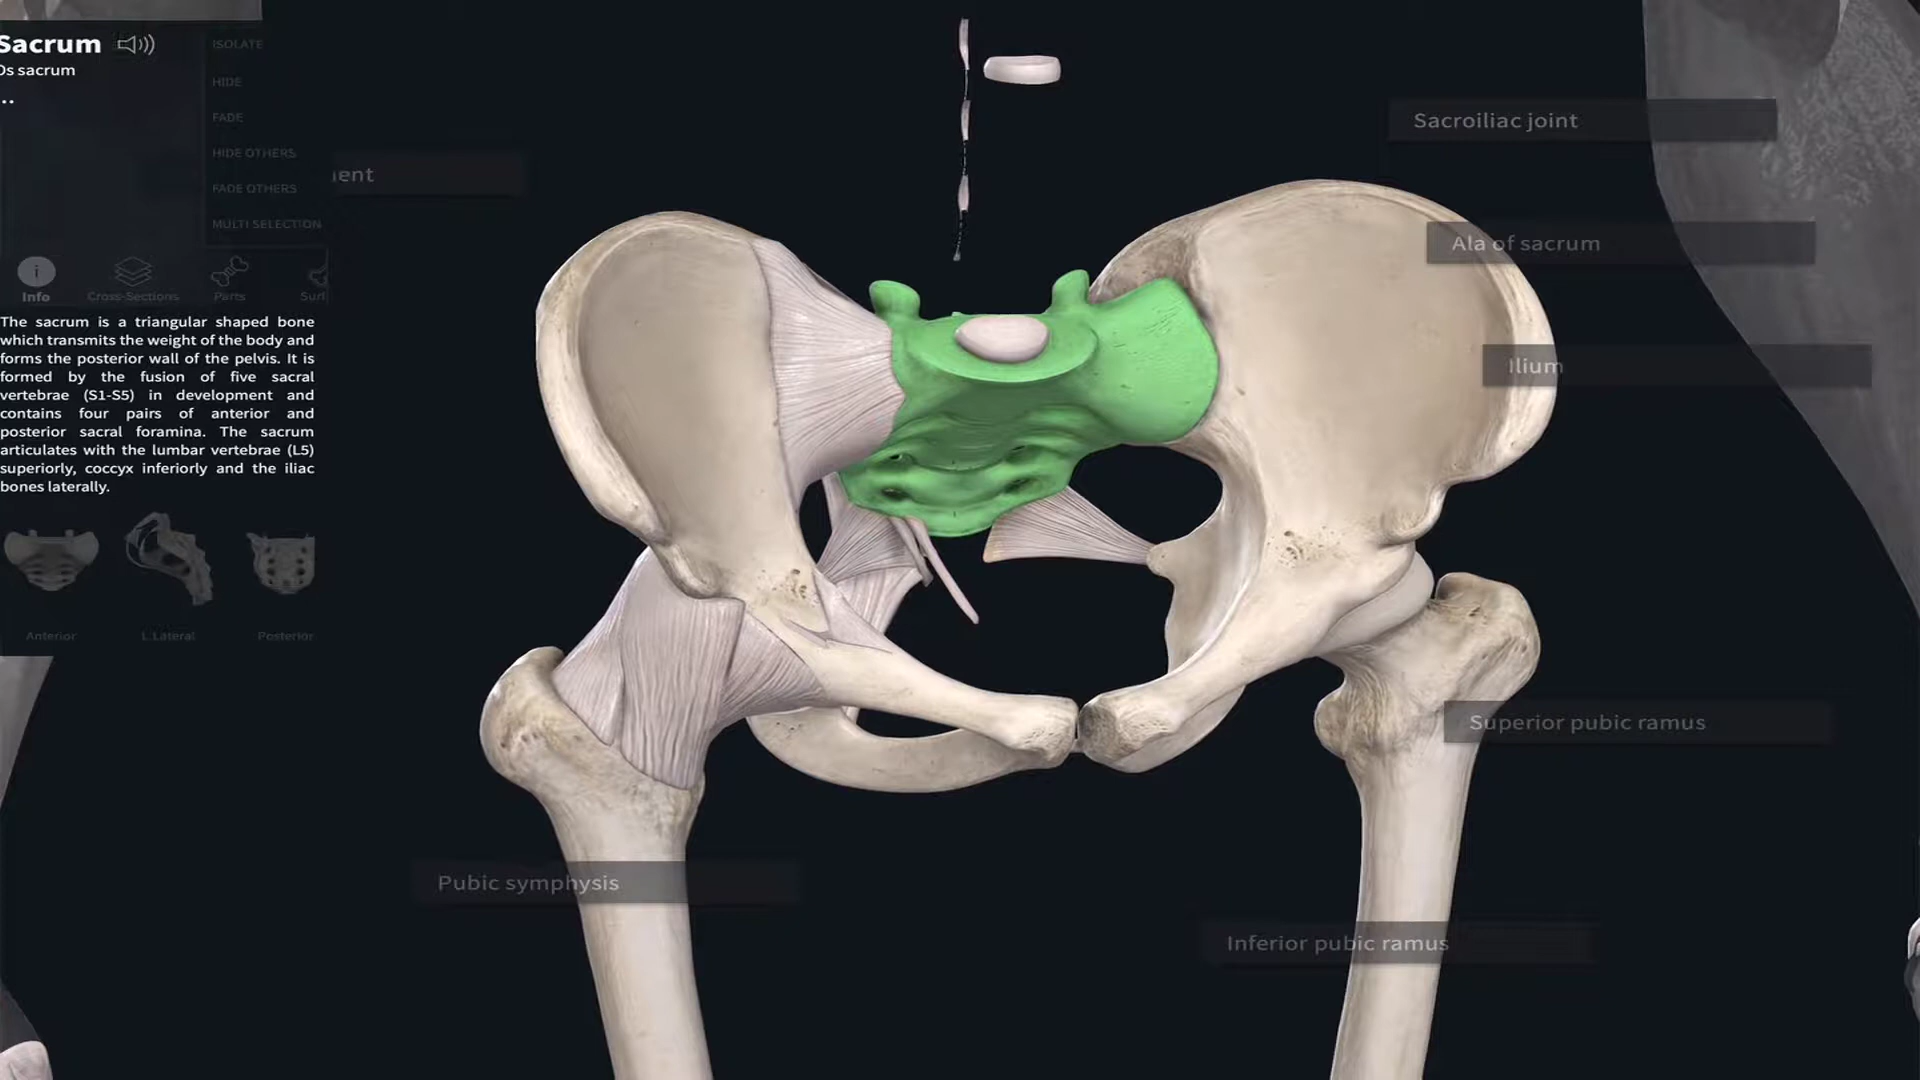 Sacrum
Os sacrum
..
ISOLATE
HIDE
FADE
HIDE OTHERS
FADE OTHERS
MULTI SELECTION
Info
Cross-Sections
Parts
The sacrum is a triangular shaped bone
which transmits the weight of the body and
forms the posterior wall of the pelvis. It is
formed by the fusion of five sacral
vertebrae (S1-S5) in development and
contains four pairs of anterior and
posterior sacral foramina. The sacrum
articulates with the lumbar vertebrae (L5)
superiorly, coccyx inferiorly and the iliac
bones laterally.
Anterior
L.Lateral
Posterior
Sacroiliac joint
Ala of sacrum
Ilium
Superior pubic ramus
Pubic symphysis
Inferior pubic ramus